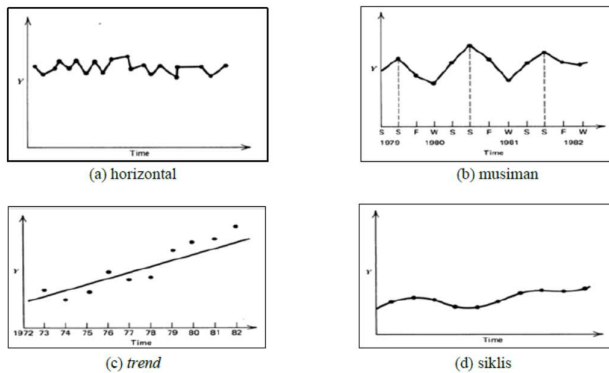 Y
Time
(a) horizontal
Y
S S F W S S F W S S F W
1979 1980 1981 1982
Time
(b) musiman
Y
1972 73 74 75 76 77 78 79 80 81 82
Time
(c) trend
Y
Time
(d) siklis